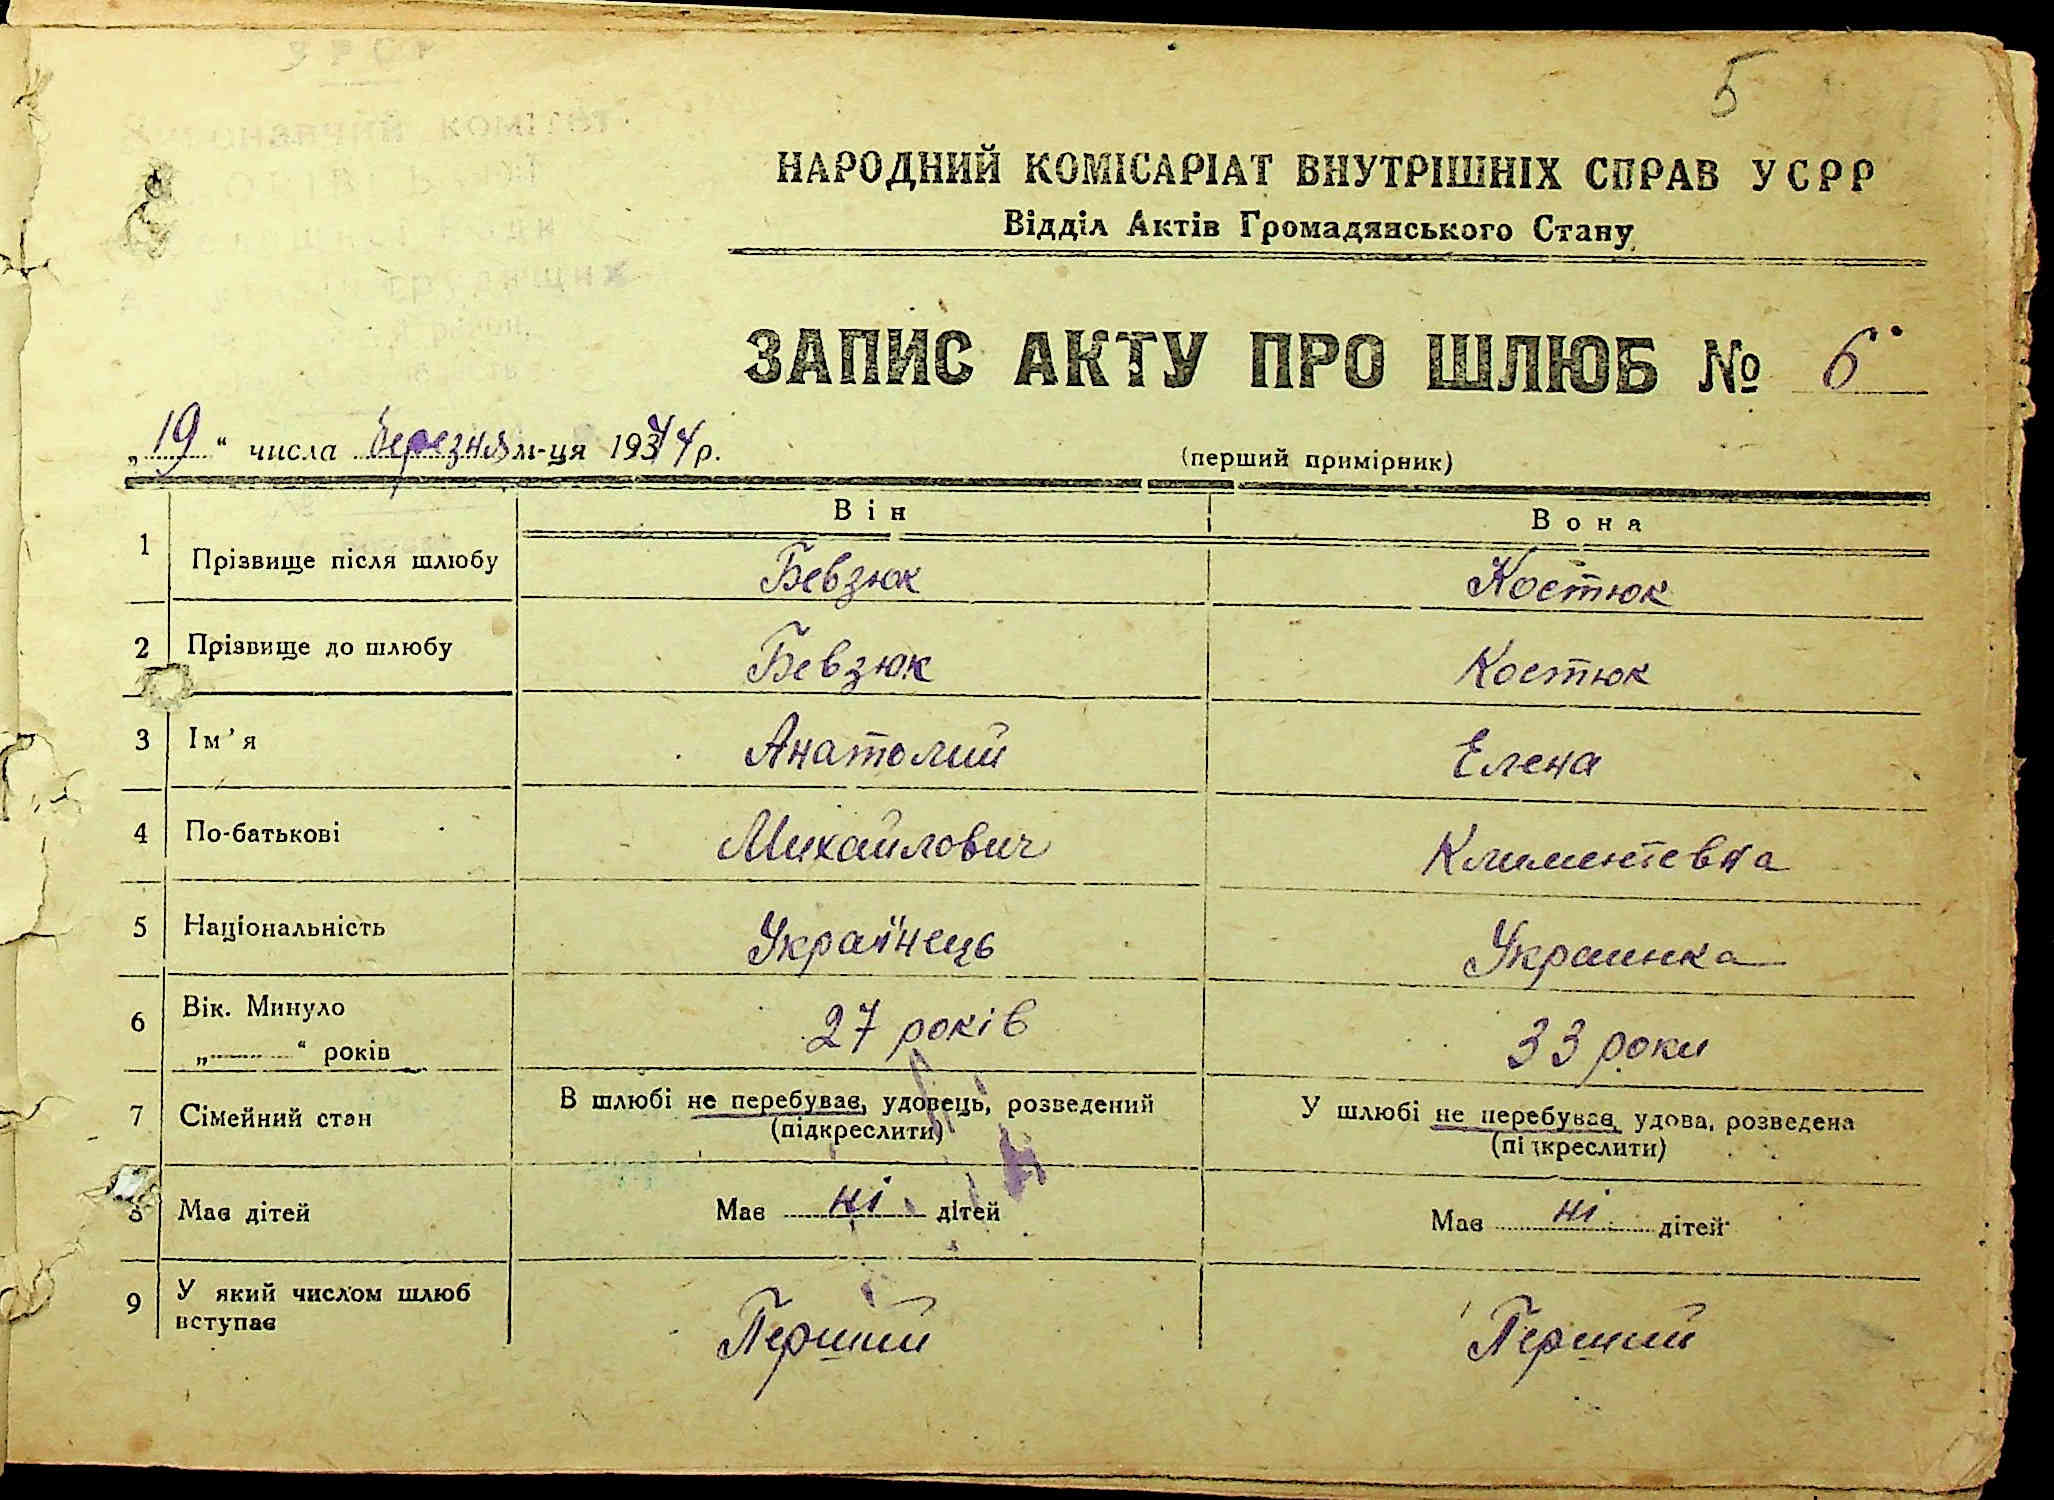 5
НАРОДНИЙ КОМІСАРІАТ ВНУТРІШНІХ СПРАВ УСРР
Відділ Актів Громадянського Стану
ЗАПИС АКТУ ПРО ШЛЮБ № 6
„19“ числа березня м-ця 1944 р.
(перший примірник)
Він Вона
1 Прізвище після шлюбу Бевзюк Костюк
2 Прізвище до шлюбу Бевзюк Костюк
3 Ім'я Анатолий Елена
4 По-батькові Михайлович Климентевна
5 Національність Українець Украинка
6 Вік. Минуло 27 років 33 роки
„ “ років
7 Сімейний стан В шлюбі не перебував, удовець, розведений У шлюбі не перебував, удова, розведена
(підкреслити) (підкреслити)
8 Має дітей Має ні дітей Має ні дітей
9 У який числом шлюб Перший Перший
вступає